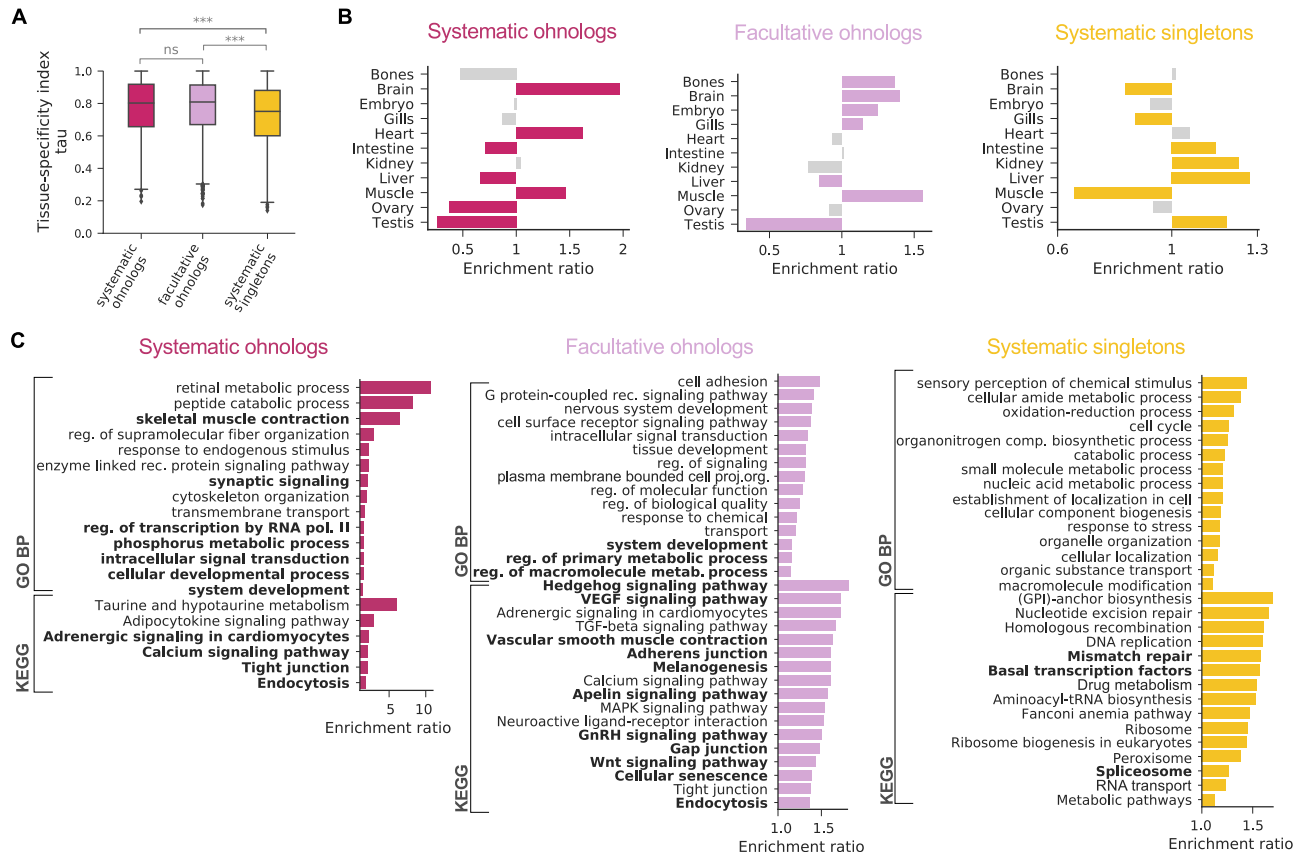 A
***
ns
***
Tissue-specificity index
tau
1.0
0.8
0.6
0.4
0.2
0.0
systematic
ohnologs
facultative
ohnologs
systematic
singletons
B
Systematic ohnologs
Bones
Brain
Embryo
Gills
Heart
Intestine
Kidney
Liver
Muscle
Ovary
Testis
0.5
1
2
Enrichment ratio
Facultative ohnologs
Bones
Brain
Embryo
Gills
Heart
Intestine
Kidney
Liver
Muscle
Ovary
Testis
0.5
1
1.5
Enrichment ratio
Systematic singletons
Bones
Brain
Embryo
Gills
Heart
Intestine
Kidney
Liver
Muscle
Ovary
Testis
0.6
1
1.3
Enrichment ratio
C
Systematic ohnologs
GO BP
retinal metabolic process
peptide catabolic process
skeletal muscle contraction
reg. of supramolecular fiber organization
response to endogenous stimulus
enzyme linked rec. protein signaling pathway
synaptic signaling
cytoskeleton organization
transmembrane transport
reg. of transcription by RNA pol. II
phosphorus metabolic process
intracellular signal transduction
cellular developmental process
system development
KEGG
Taurine and hypotaurine metabolism
Adipocytokine signaling pathway
Adrenergic signaling in cardiomyocytes
Calcium signaling pathway
Tight junction
Endocytosis
5
10
Enrichment ratio
Facultative ohnologs
GO BP
cell adhesion
G protein-coupled rec. signaling pathway
nervous system development
cell surface receptor signaling pathway
intracellular signal transduction
tissue development
reg. of signaling
plasma membrane bounded cell proj.org.
reg. of molecular function
reg. of biological quality
response to chemical
transport
system development
reg. of primary metabolic process
reg. of macromolecule metab. process
KEGG
Hedgehog signaling pathway
VEGF signaling pathway
Adrenergic signaling in cardiomyocytes
TGF-beta signaling pathway
Vascular smooth muscle contraction
Adherens junction
Melanogenesis
Calcium signaling pathway
Apelin signaling pathway
MAPK signaling pathway
Neuroactive ligand-receptor interaction
GnRH signaling pathway
Gap junction
Wnt signaling pathway
Cellular senescence
Tight junction
Endocytosis
1.0
1.5
Enrichment ratio
Systematic singletons
GO BP
sensory perception of chemical stimulus
cellular amide metabolic process
oxidation-reduction process
cell cycle
organonitrogen comp. biosynthetic process
catabolic process
small molecule metabolic process
nucleic acid metabolic process
establishment of localization in cell
cellular component biogenesis
response to stress
organelle organization
cellular localization
organic substance transport
macromolecule modification
KEGG
(GPI)-anchor biosynthesis
Nucleotide excision repair
Homologous recombination
DNA replication
Mismatch repair
Basal transcription factors
Drug metabolism
Aminoacyl-tRNA biosynthesis
Fanconi anemia pathway
Ribosome
Ribosome biogenesis in eukaryotes
Peroxisome
Spliceosome
RNA transport
Metabolic pathways
1.0
1.5
Enrichment ratio